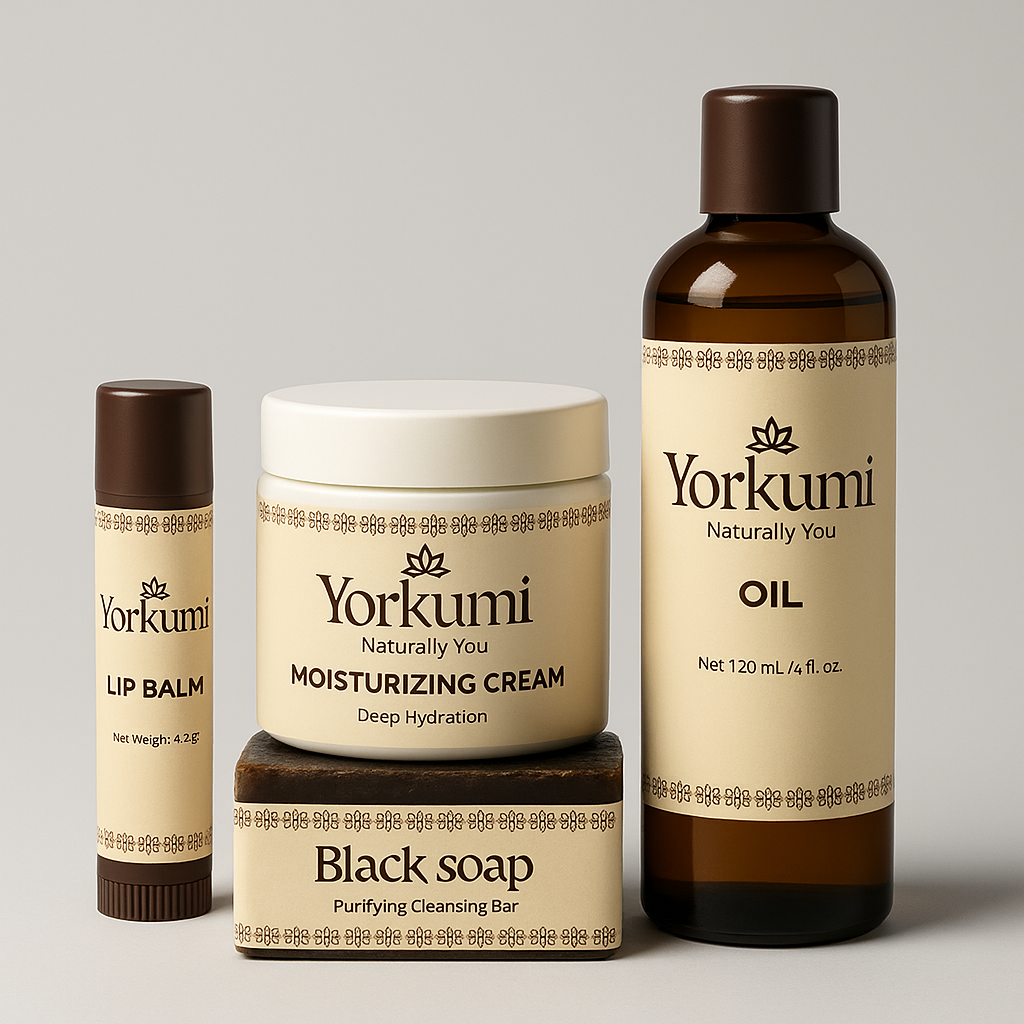 Yorkumi
LIP BALM
Net Weigh: 4.2.g:
Yorkumi
Naturally You
MOISTURIZING CREAM
Deep Hydration
Black soap
Purifying Cleansing Bar
Yorkumi
Naturally You
OIL
Net 120 mL /4 fl. oz.